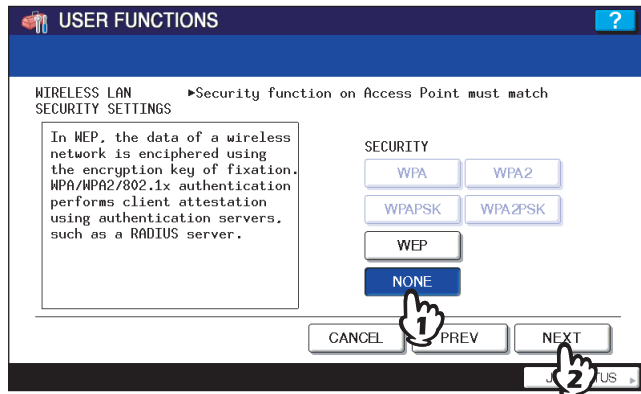 USER FUNCTIONS
?
WIRELESS LAN ►Security function on Access Point must match
SECURITY SETTINGS
In WEP, the data of a wireless
network is enciphered using
the encryption key of fixation.
WPA/WPA2/802.1x authentication
performs client attestation
using authentication servers,
such as a RADIUS server.
SECURITY
WPA WPA2
WPAPSK WPA2PSK
WEP
NONE
1
CANCEL PREV NEXT
2